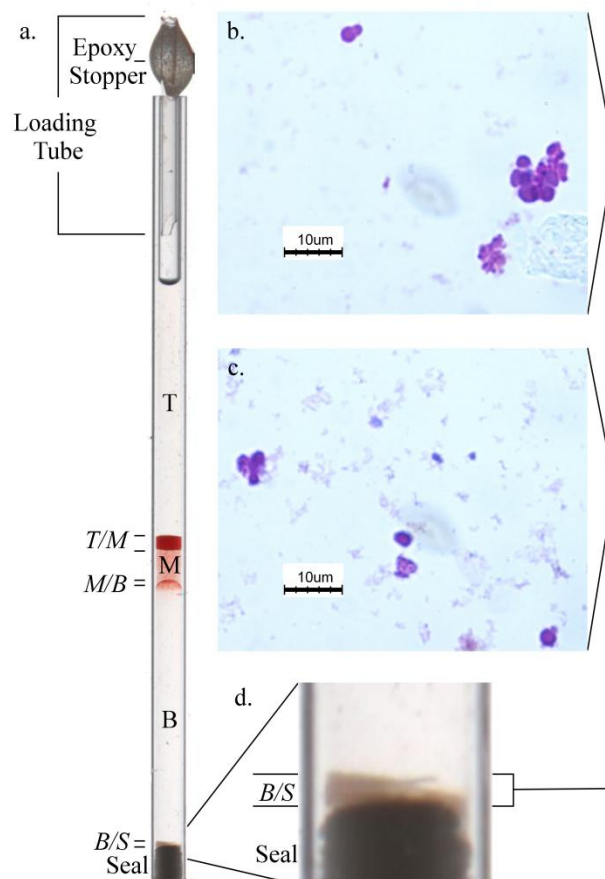 a.
Epoxy
Stopper
Loading
Tube
T
T/M
M
M/B
B
B/S
Seal
b.
10um
c.
10um
d.
B/S
Seal